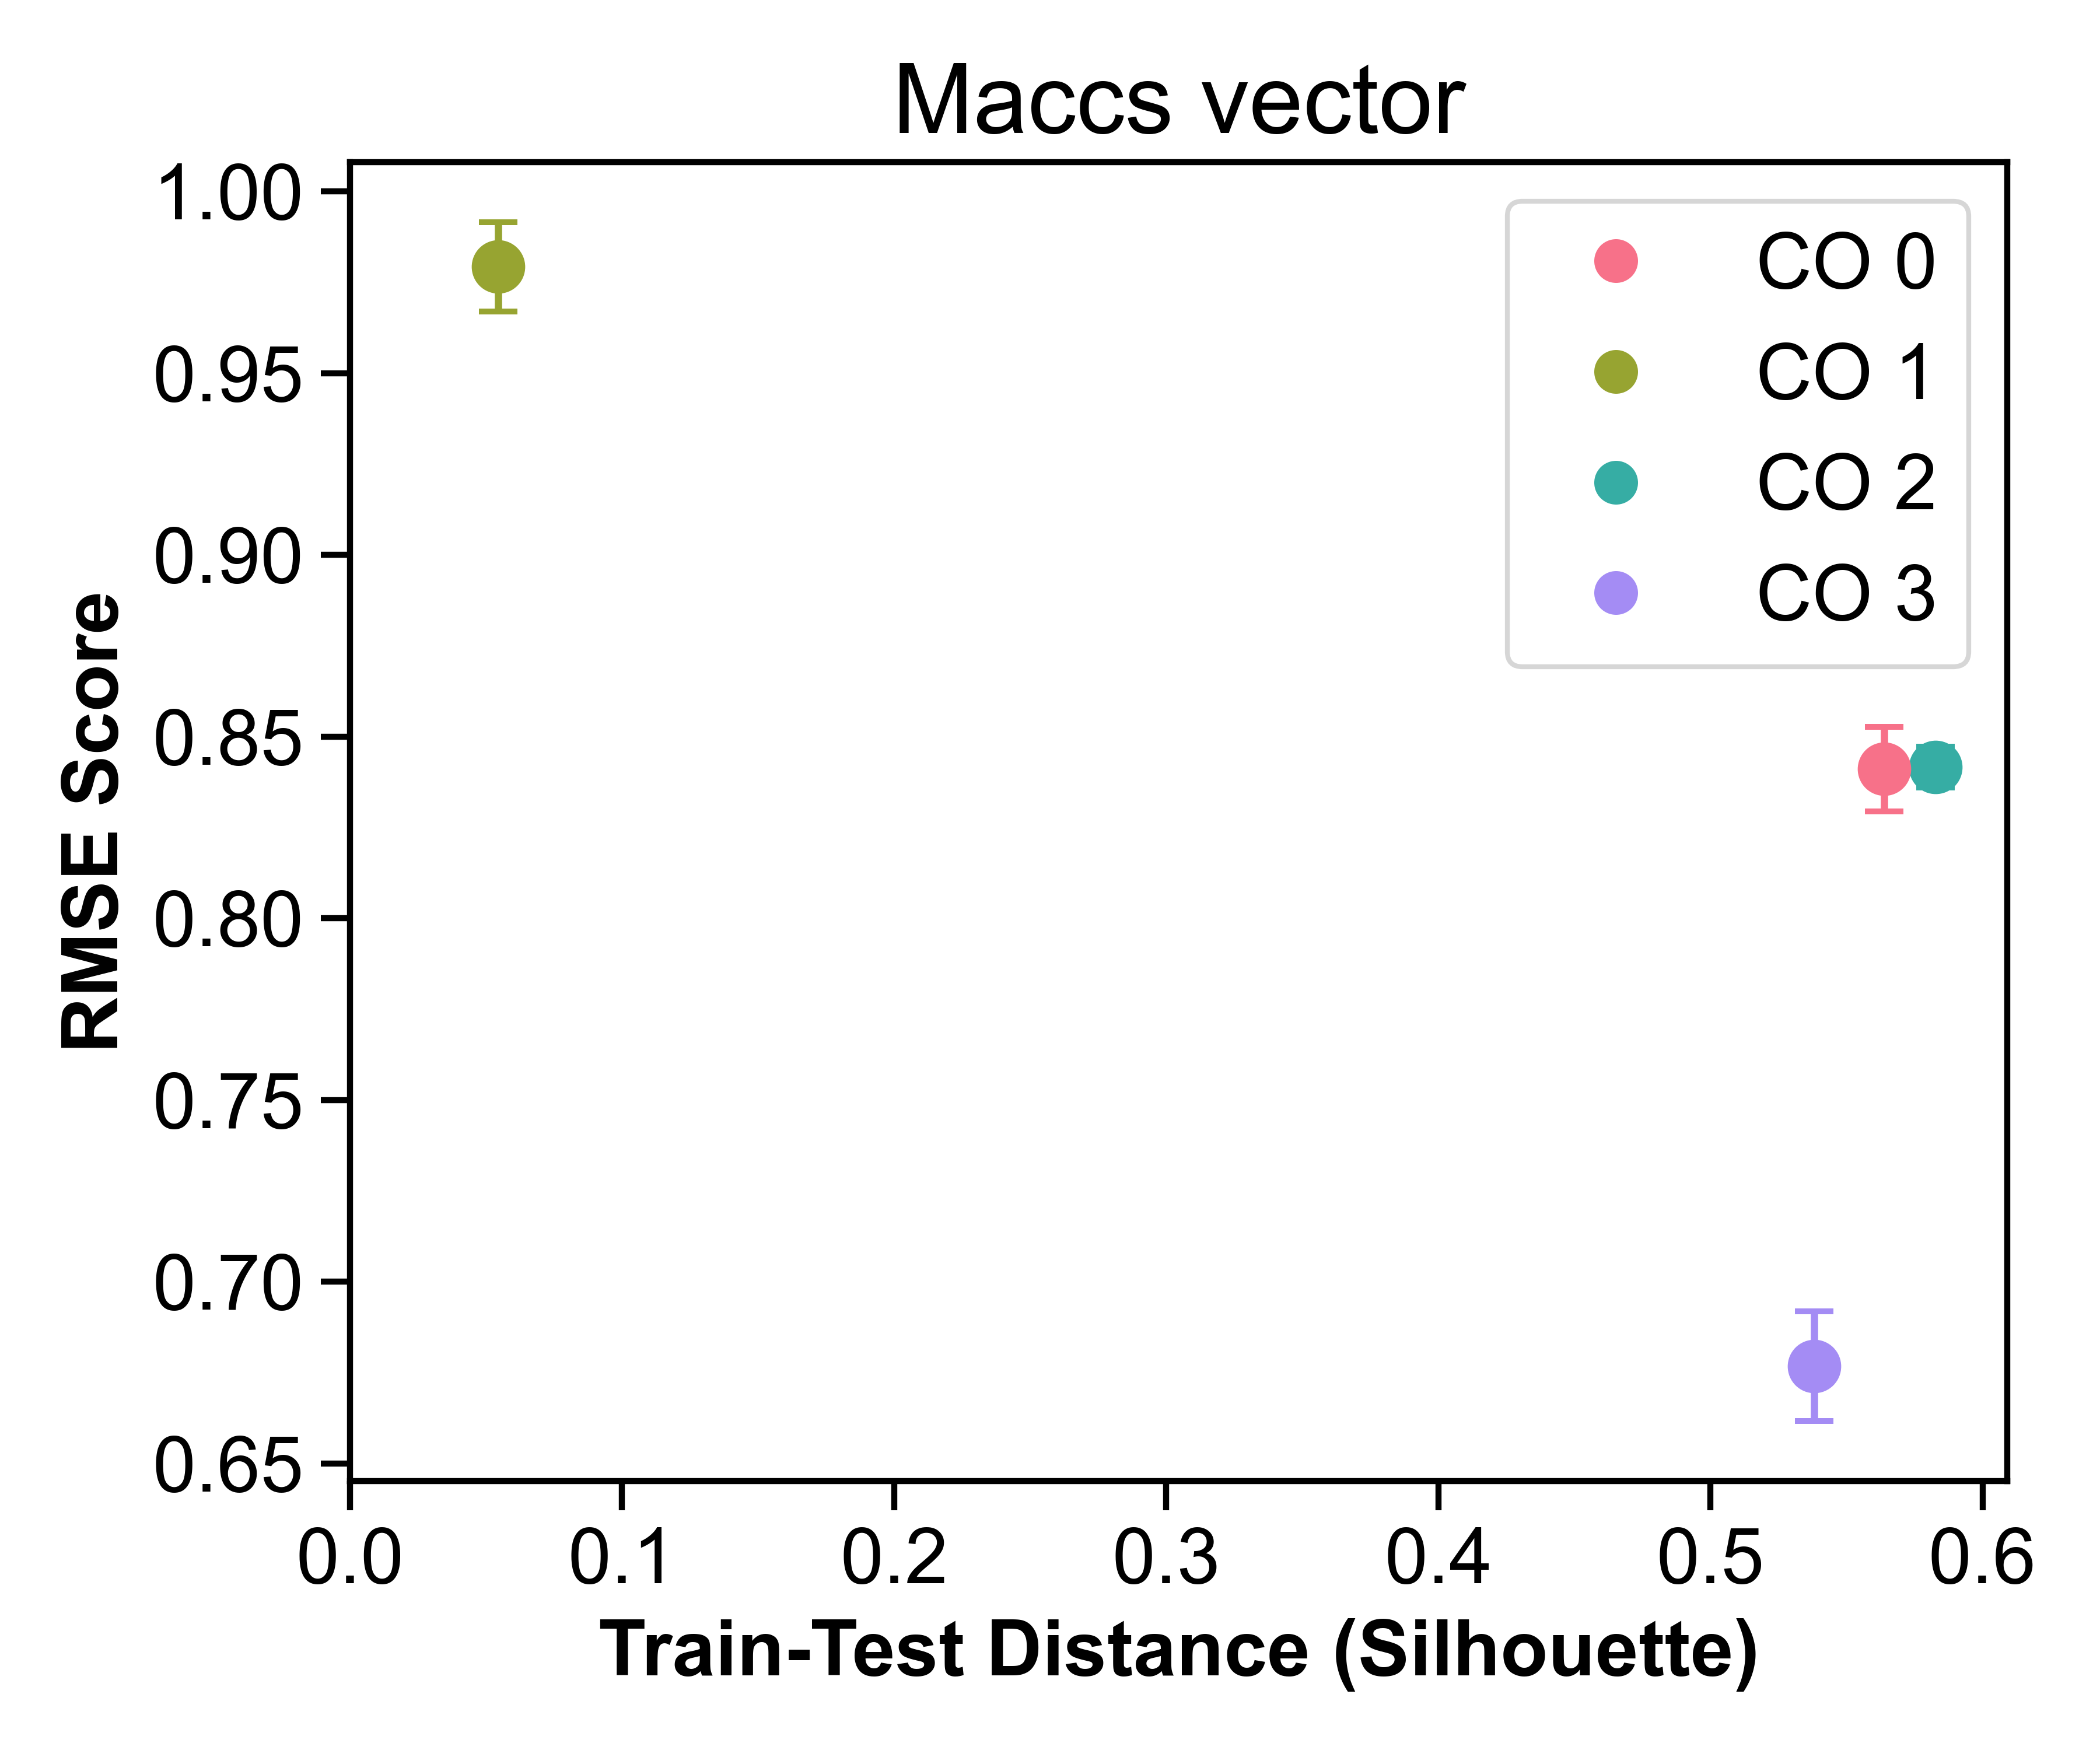 Maccs vector
1.00
0.95
0.90
0.85
0.80
0.75
0.70
0.65
RMSE Score
CO 0
CO 1
CO 2
CO 3
0.0 0.1 0.2 0.3 0.4 0.5 0.6
Train-Test Distance (Silhouette)